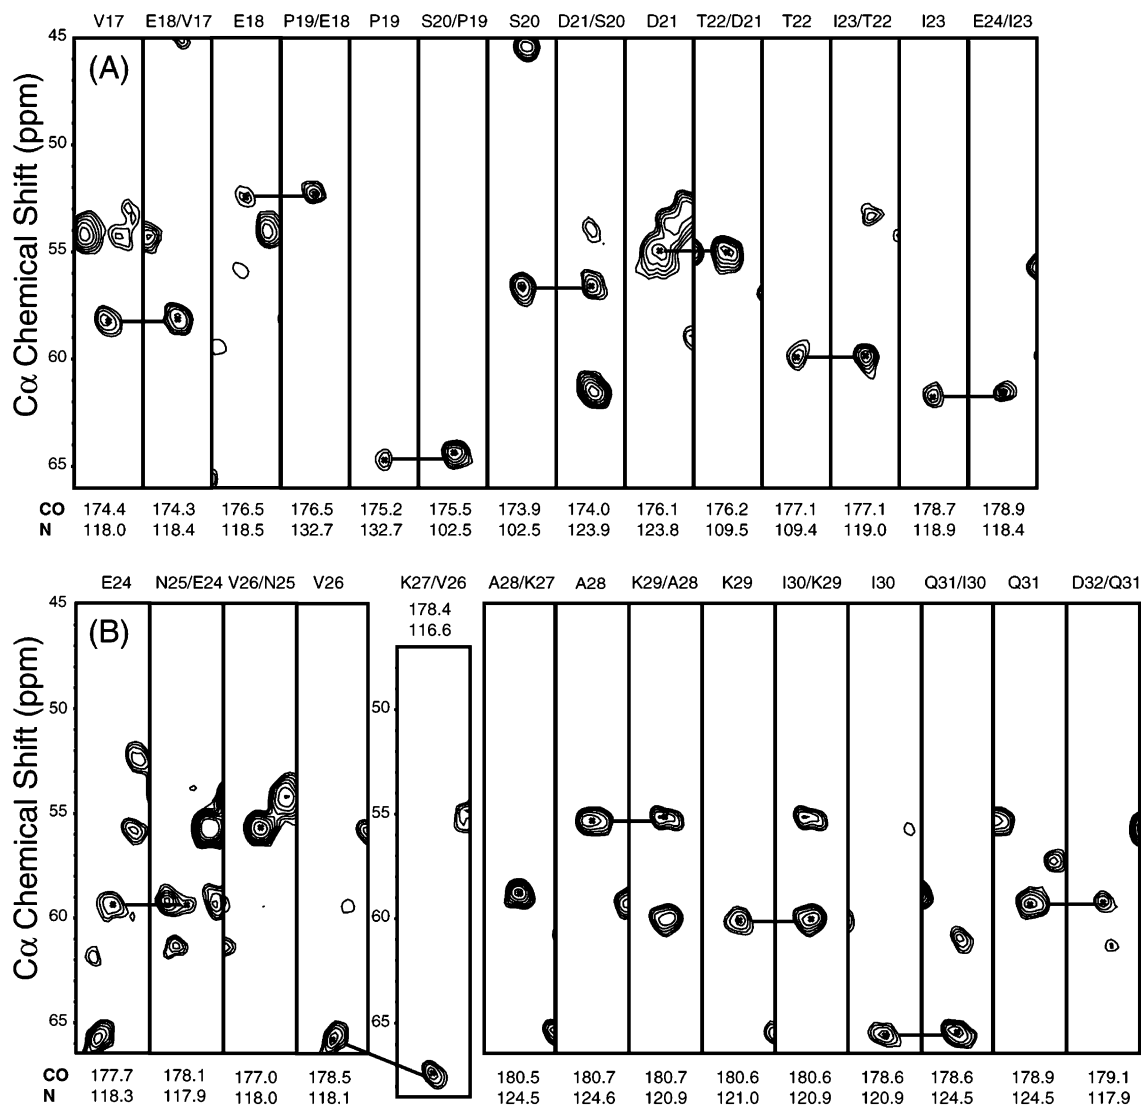 V17 E18/V17 E18 P19/E18 P19 S20/P19 S20 D21/S20 D21 T22/D21 T22 I23/T22 I23 E24/I23
45
(A)
50
55
60
65
Cα Chemical Shift (ppm)
CO 174.4 174.3 176.5 176.5 175.2 175.5 173.9 174.0 176.1 176.2 177.1 177.1 178.7 178.9
N 118.0 118.4 118.5 132.7 132.7 102.5 102.5 123.9 123.8 109.5 109.4 119.0 118.9 118.4
E24 N25/E24 V26/N25 V26 K27/V26 A28/K27 A28 K29/A28 K29 I30/K29 I30 Q31/I30 Q31 D32/Q31
45 178.4
(B) 116.6
50 50
55 55
60 60
65 65
Cα Chemical Shift (ppm)
CO 177.7 178.1 177.0 178.5 180.5 180.7 180.7 180.6 180.6 178.6 178.6 178.9 179.1
N 118.3 117.9 118.0 118.1 124.5 124.6 120.9 121.0 120.9 120.9 124.5 124.5 117.9